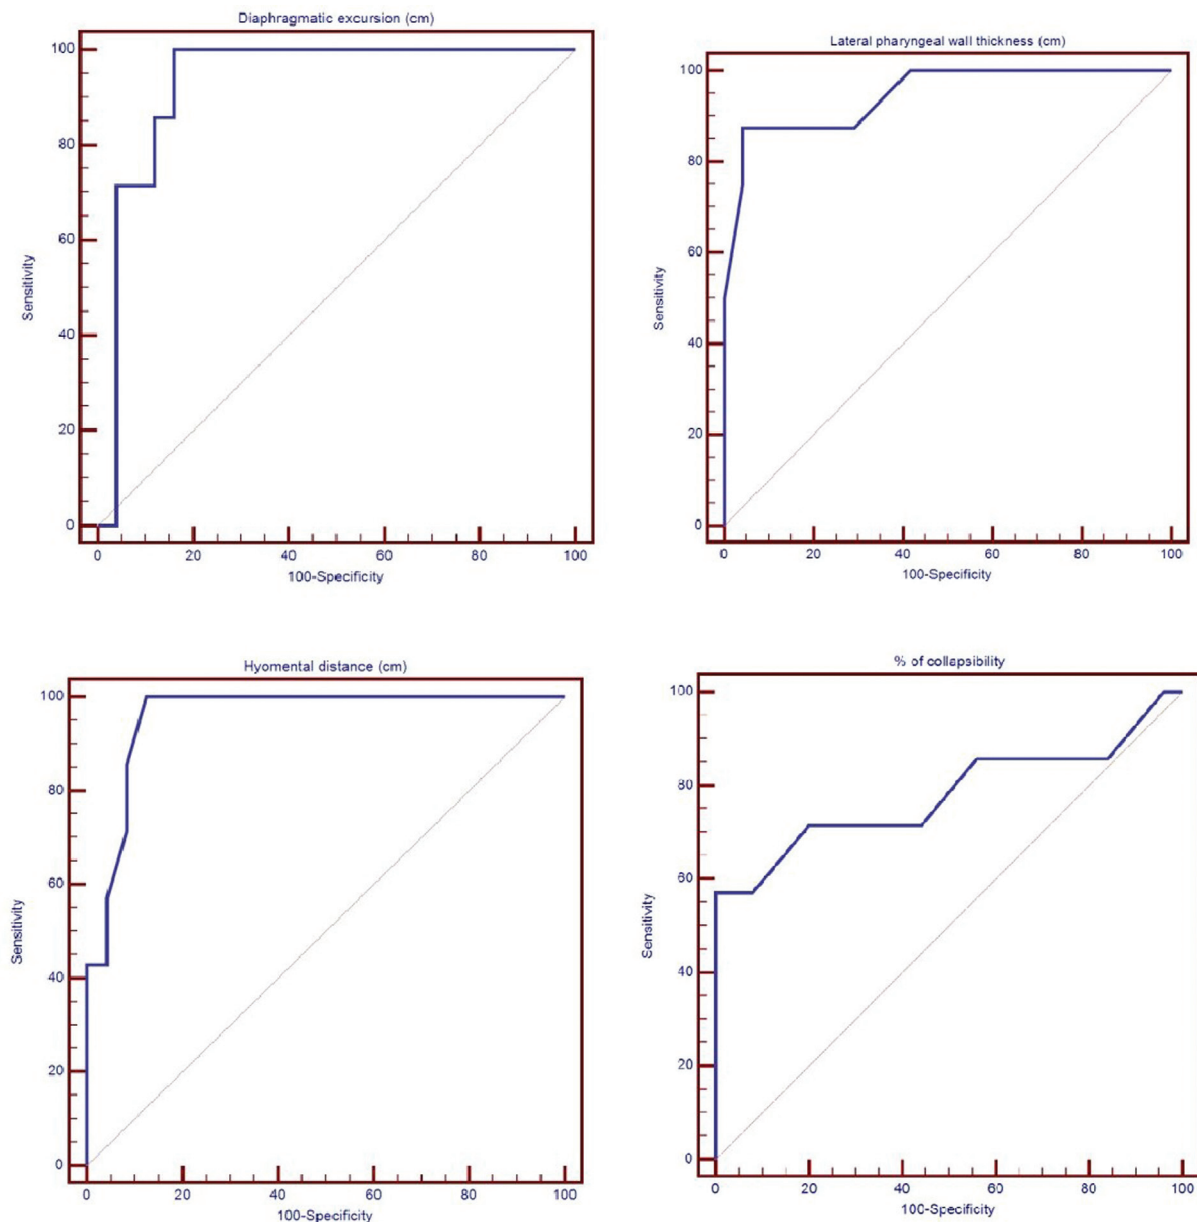 Diaphragmatic excursion (cm)
100
80
60
40
20
0
Sensitivity
0 20 40 60 80 100
100-Specificity
Lateral pharyngeal wall thickness (cm)
100
80
60
40
20
0
Sensitivity
0 20 40 60 80 100
100-Specificity
Hyomental distance (cm)
100
80
60
40
20
0
Sensitivity
0 20 40 60 80 100
100-Specificity
% of collapsibility
100
80
60
40
20
0
Sensitivity
0 20 40 60 80 100
100-Specificity